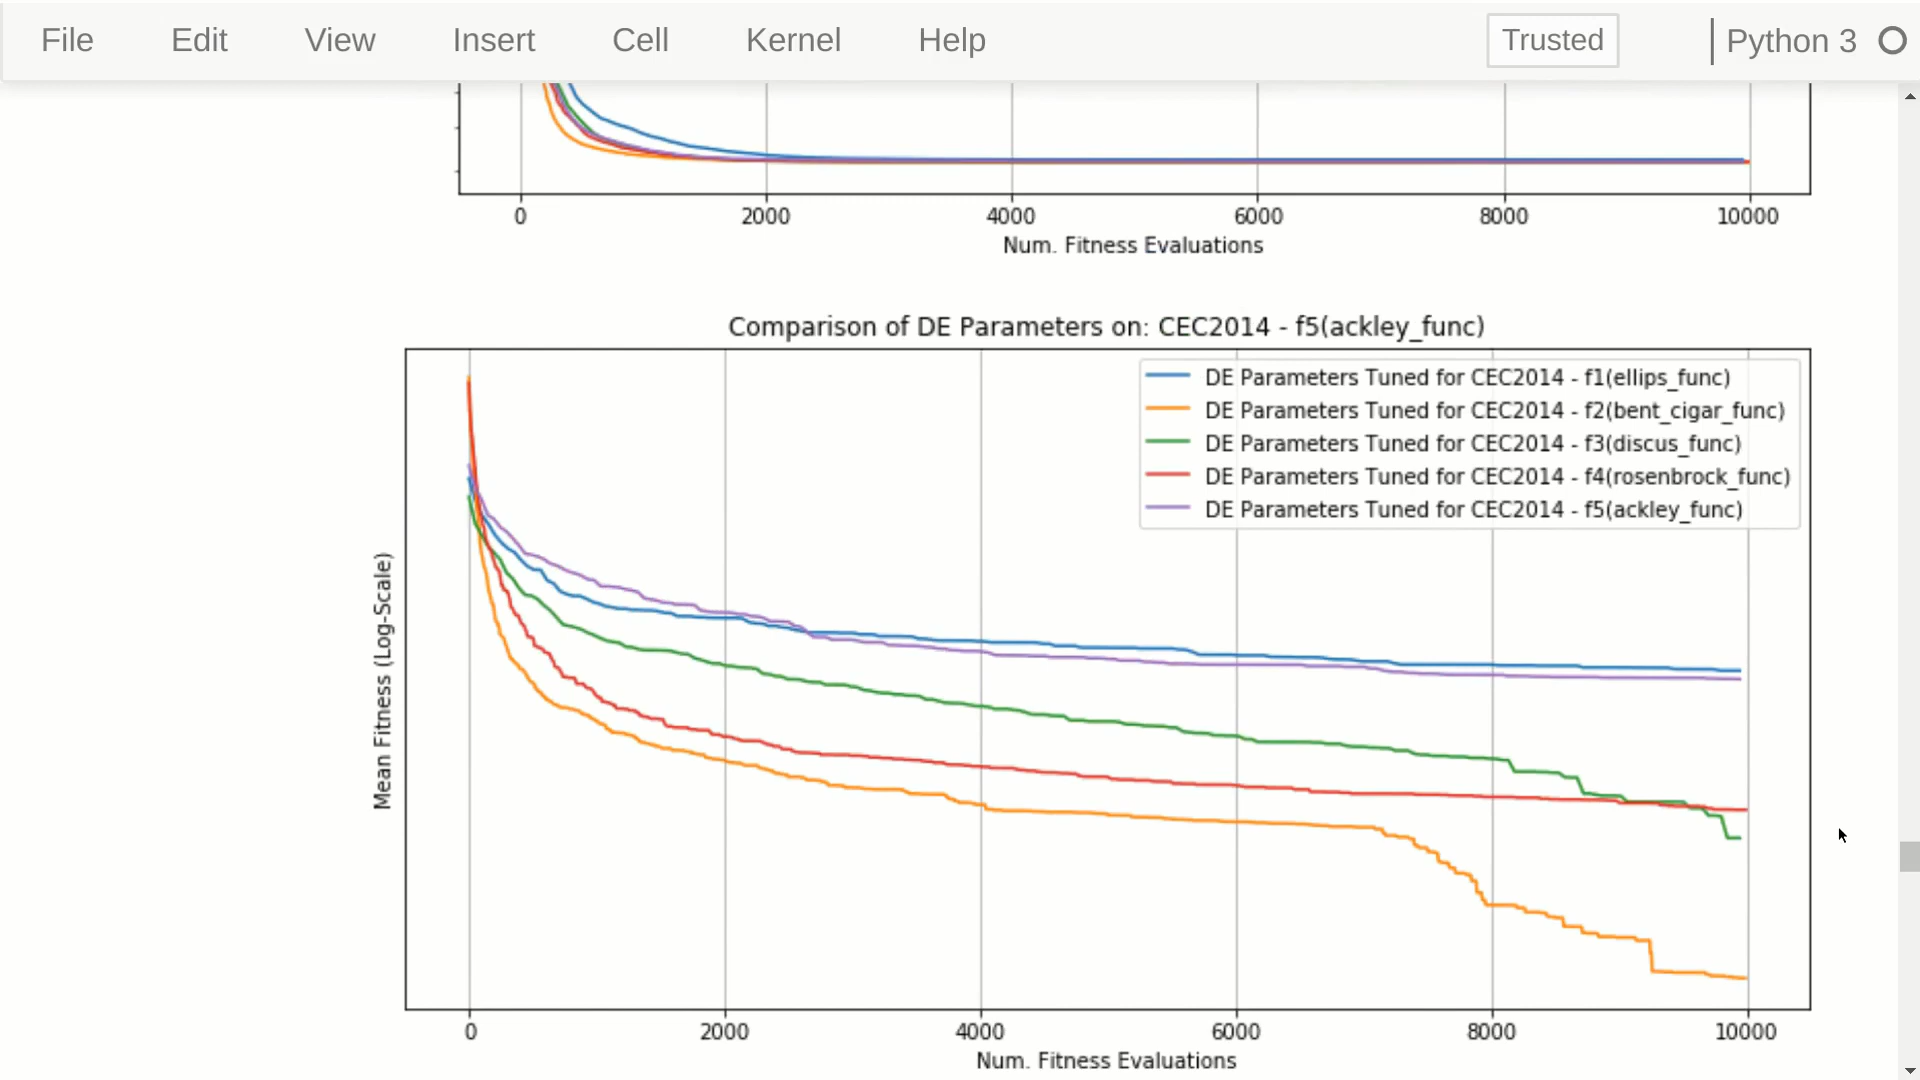 File Edit View Insert Cell Kernel Help Trusted Python 3
0 2000 4000 6000 8000 10000
Num. Fitness Evaluations
Comparison of DE Parameters on: CEC2014 - f5(ackley_func)
DE Parameters Tuned for CEC2014 - f1(ellips_func)
DE Parameters Tuned for CEC2014 - f2(bent_cigar_func)
DE Parameters Tuned for CEC2014 - f3(discus_func)
DE Parameters Tuned for CEC2014 - f4(rosenbrock_func)
DE Parameters Tuned for CEC2014 - f5(ackley_func)
Mean Fitness (Log-Scale)
0 2000 4000 6000 8000 10000
Num. Fitness Evaluations